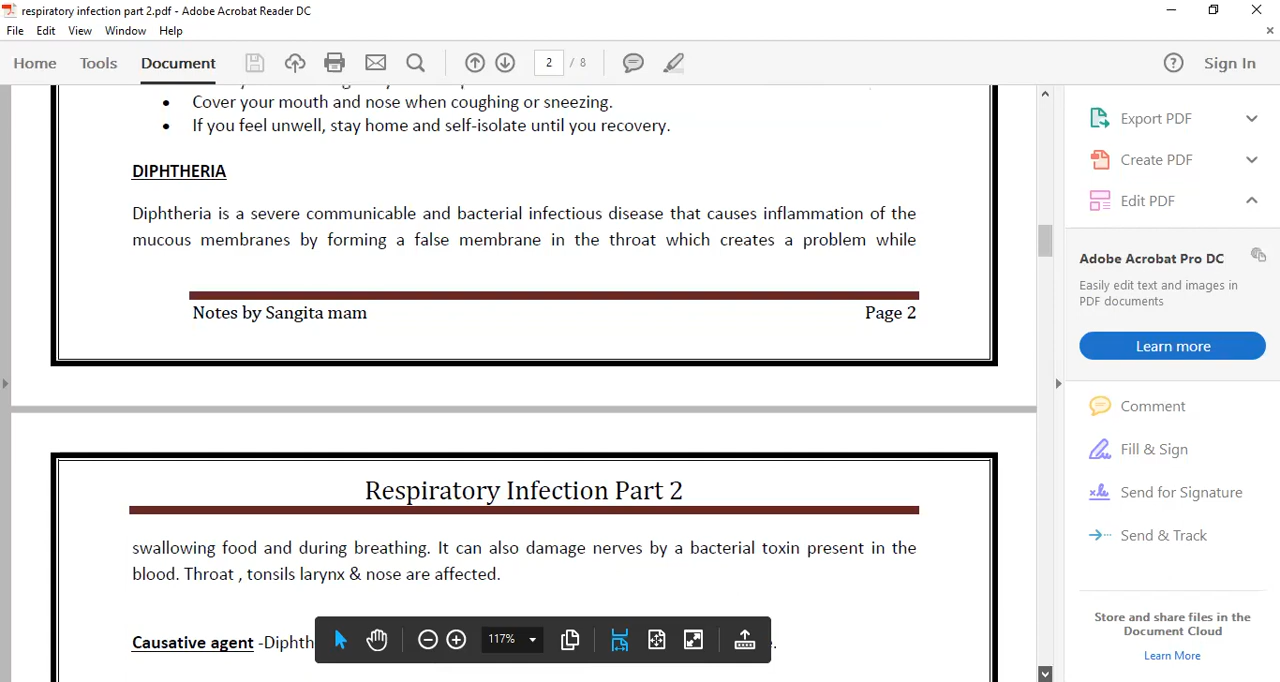 respiratory infection part 2.pdf - Adobe Acrobat Reader DC
File Edit View Window Help
Home Tools Document 2 / 8 Sign In
Cover your mouth and nose when coughing or sneezing.
If you feel unwell, stay home and self-isolate until you recovery.
DIPHTHERIA
Diphtheria is a severe communicable and bacterial infectious disease that causes inflammation of the
mucous membranes by forming a false membrane in the throat which creates a problem while
Notes by Sangita mam Page 2
Respiratory Infection Part 2
swallowing food and during breathing. It can also damage nerves by a bacterial toxin present in the
blood. Throat , tonsils larynx & nose are affected.
Causative agent -Diphth
117%
Export PDF
Create PDF
Edit PDF
Adobe Acrobat Pro DC
Easily edit text and images in
PDF documents
Learn more
Comment
Fill & Sign
Send for Signature
Send & Track
Store and share files in the
Document Cloud
Learn More